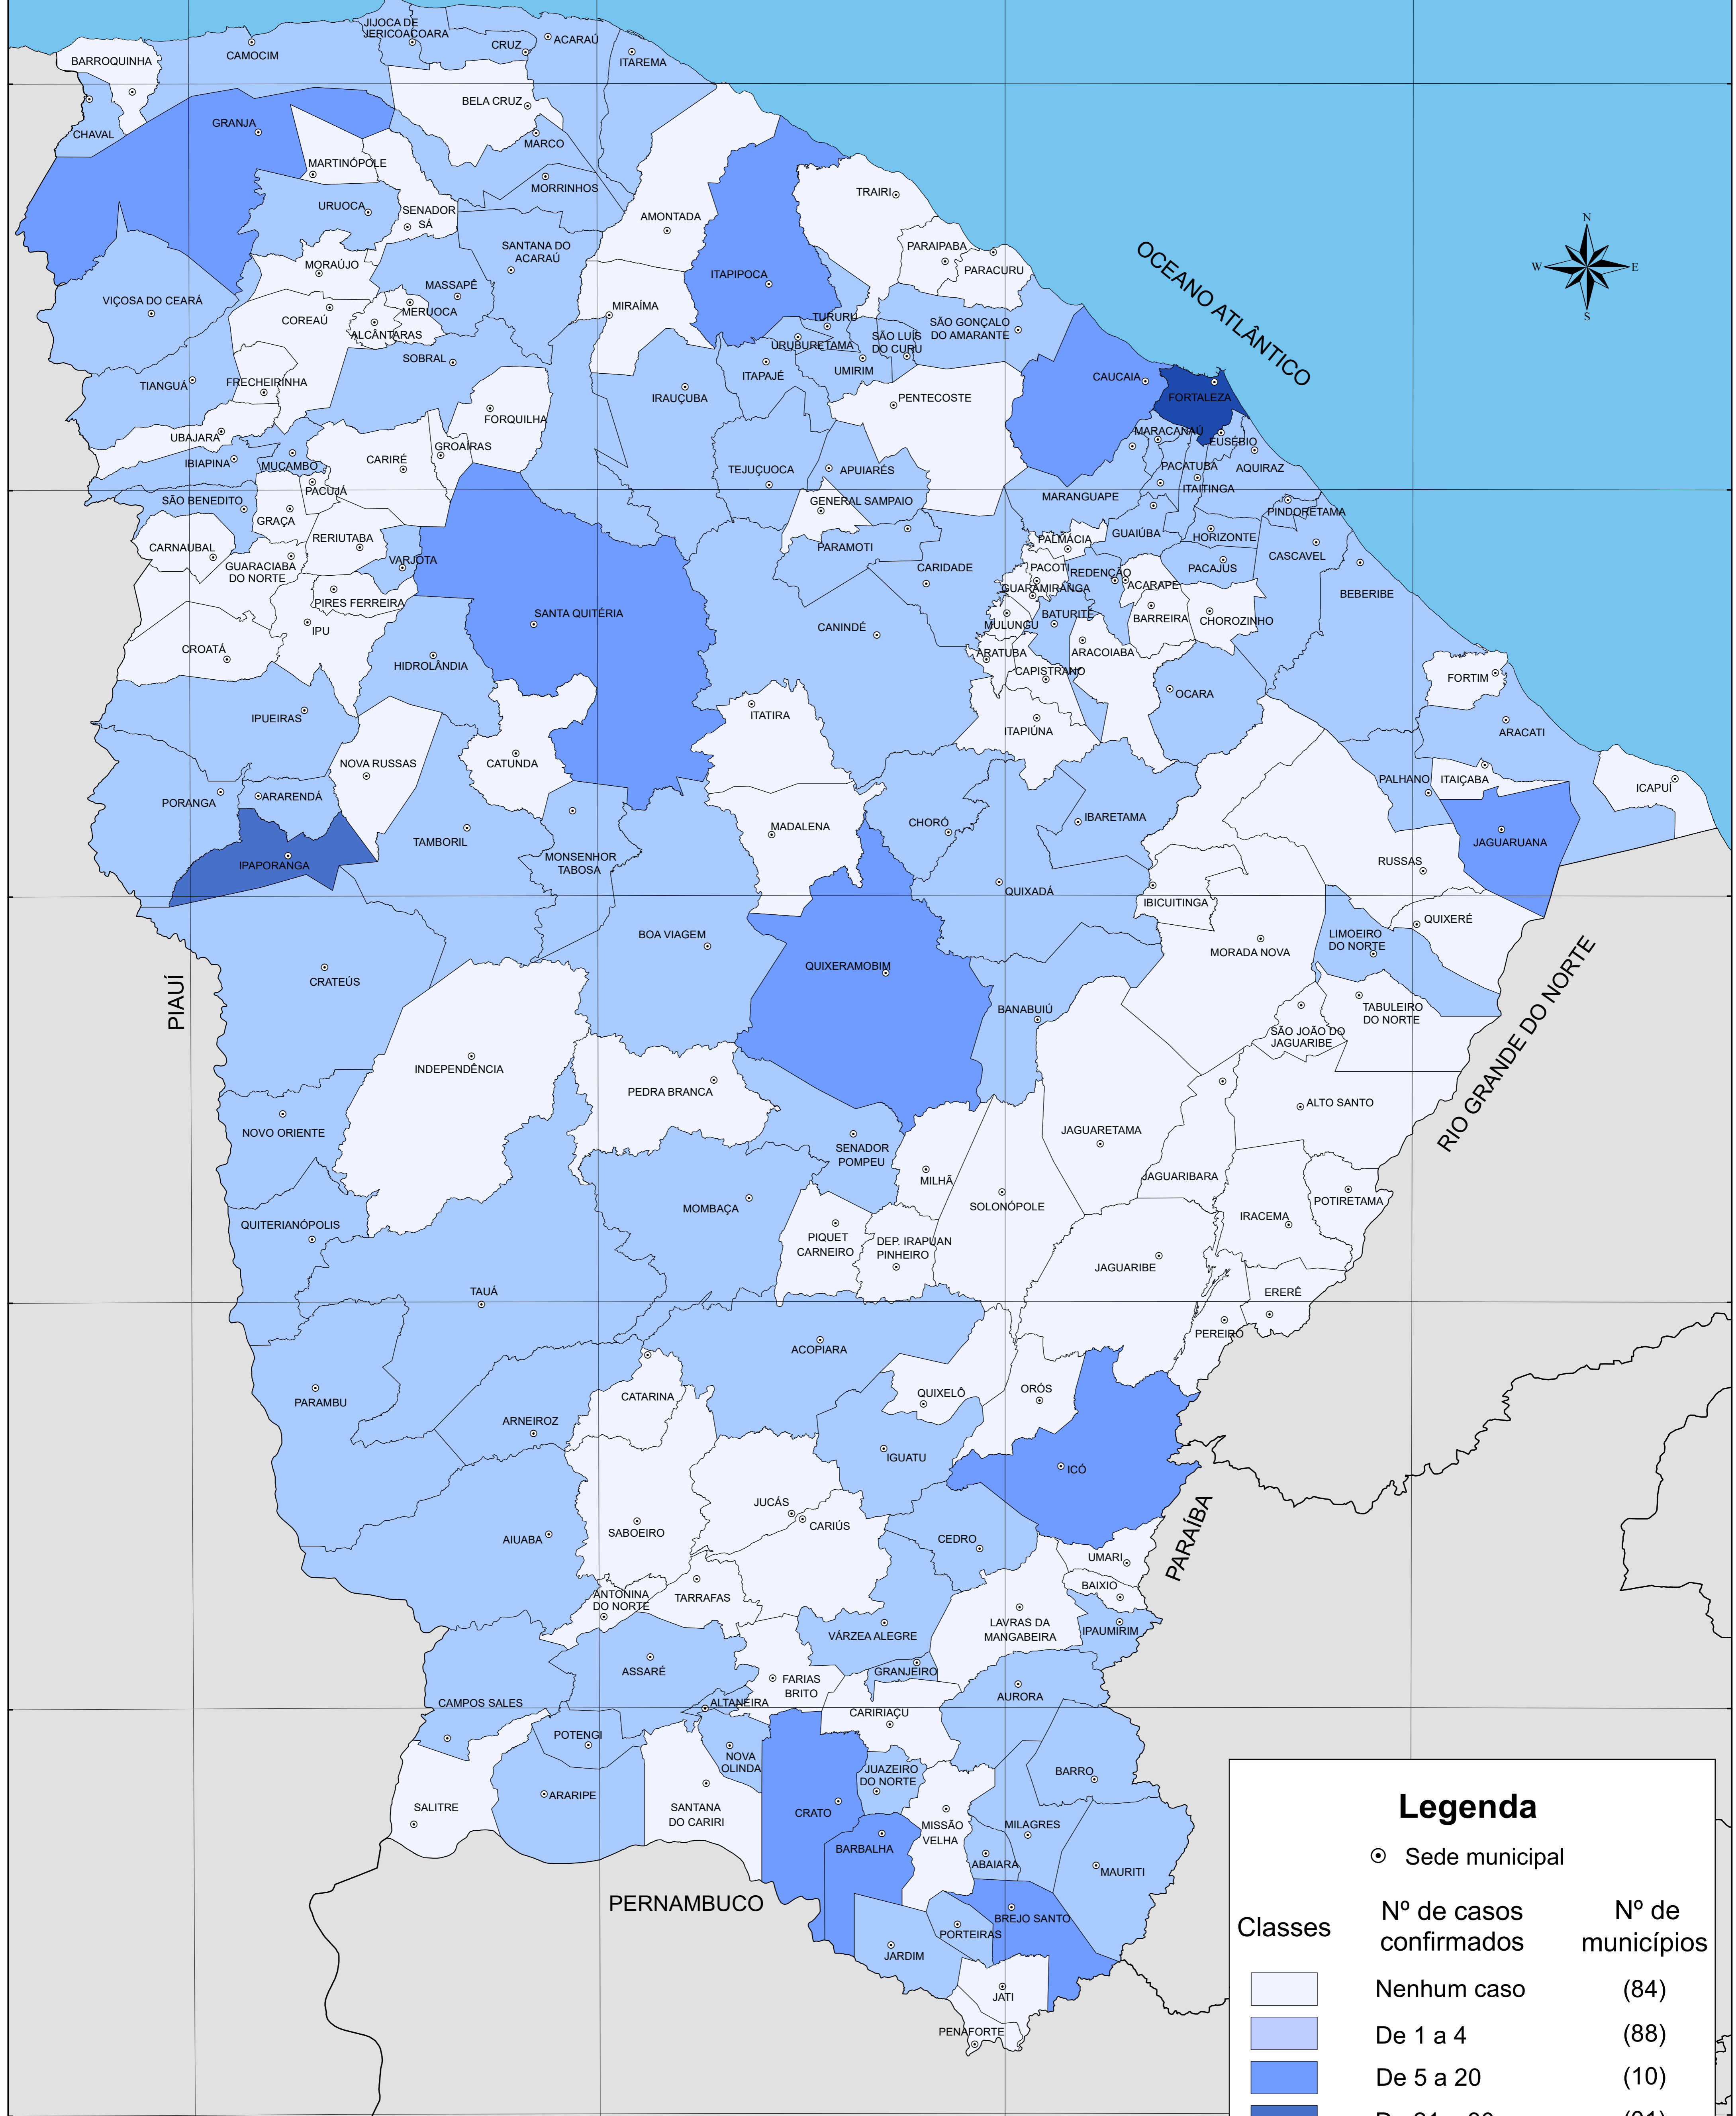 JIJOCA DE
JERICOACOARA
CRUZ
ACARAÚ
ITAREMA
CAMOCIM
BARROQUINHA
CHAVAL
GRANJA
BELA CRUZ
MARCO
MARTINÓPOLE
MORRINHOS
URUOCA
SENADOR
SÁ
AMONTADA
TRAIRI
N
W
E
S
PARAIPABA
PARACURU
OCEANO ATLÂNTICO
SANTANA DO
ACARAÚ
MORAÚJO
ITAPIPOCA
MASSAPÊ
VIÇOSA DO CEARÁ
MERUOCA
MIRAÍMA
COREAÚ
ALCÂNTARAS
TURURU
URUBURETAMA
SÃO LUÍS
DO CURU
SÃO GONÇALO
DO AMARANTE
SOBRAL
UMIRIM
ITAPAJÉ
IRAUÇUBA
TIANGUÁ
FRECHEIRINHA
CAUCAIA
FORTALEZA
PENTECOSTE
FORQUILHA
UBAJARA
GROAÍRAS
MARACANAÚ
EUSÉBIO
IBIAPINA
MUCAMBO
CARIRÉ
PACUJÁ
TEJUÇUOCA
APUIARÉS
PACATUBA
AQUIRAZ
ITAITINGA
MARANGUAPE
SÃO BENEDITO
GENERAL SAMPAIO
PINDORETAMA
GRAÇA
RERIUTABA
CARNAUBAL
GUARACIABA
DO NORTE
VARJOTA
PARAMOTI
PALMÁCIA
GUAIÚBA
HORIZONTE
CASCAVEL
CARIDADE
PACOTI
REDENÇÃO
PACAJUS
GUARAMIRANGA
ACARAPE
BEBERIBE
PIRES FERREIRA
IPU
SANTA QUITÉRIA
CANINDÉ
MULUNGU
BATURITÉ
BARREIRA
CHOROZINHO
CROATÁ
HIDROLÂNDIA
ARATUBA
ARACOIABA
CAPISTRANO
OCARA
FORTIM
IPUEIRAS
ITATIRA
ITAPIÚNA
ARACATI
NOVA RUSSAS
CATUNDA
PALHANO
ITAIÇABA
ICAPUÍ
PORANGA
ARARENDÁ
MADALENA
CHORÓ
IBARETAMA
TAMBORIL
JAGUARUANA
IPAPORANGA
MONSENHOR
TABOSA
RUSSAS
QUIXADÁ
IBICUITINGA
QUIXERÉ
BOA VIAGEM
LIMOEIRO
DO NORTE
MORADA NOVA
QUIXERAMOBIM
CRATEÚS
PIAUÍ
BANABUIÚ
TABULEIRO
DO NORTE
SÃO JOÃO DO
JAGUARIBE
RIO GRANDE DO NORTE
INDEPENDÊNCIA
PEDRA BRANCA
ALTO SANTO
NOVO ORIENTE
JAGUARETAMA
SENADOR
POMPEU
MILHÃ
JAGUARIBARA
POTIRETAMA
MOMBAÇA
SOLONÓPOLE
IRACEMA
QUITERIANÓPOLIS
PIQUET
CARNEIRO
DEP. IRAPUAN
PINHEIRO
JAGUARIBE
TAUÁ
ERERÊ
PEREIRO
ACOPIARA
PARAMBU
CATARINA
QUIXELÔ
ORÓS
ARNEIROZ
IGUATU
ICÓ
JUCÁS
CARIÚS
SABOEIRO
AIUABA
CEDRO
PARAÍBA
UMARI
ANTONINA
DO NORTE
TARRAFAS
BAIXIO
LAVRAS DA
MANGABEIRA
IPAUMIRIM
VÁRZEA ALEGRE
ASSARÉ
FARIAS
BRITO
GRANJEIRO
AURORA
CAMPOS SALES
ALTANEIRA
CARIRIAÇU
POTENGI
NOVA
OLINDA
JUAZEIRO
DO NORTE
BARRO
ARARIPE
SALITRE
SANTANA
DO CARIRI
CRATO
MISSÃO
VELHA
MILAGRES
BARBALHA
ABAIARA
MAURITI
PERNAMBUCO
BREJO SANTO
PORTEIRAS
JARDIM
JATI
PENAFORTE
Legenda
Sede municipal
Classes
Nº de casos
confirmados
Nº de
municípios
Nenhum caso (84)
De 1 a 4 (88)
De 5 a 20 (10)